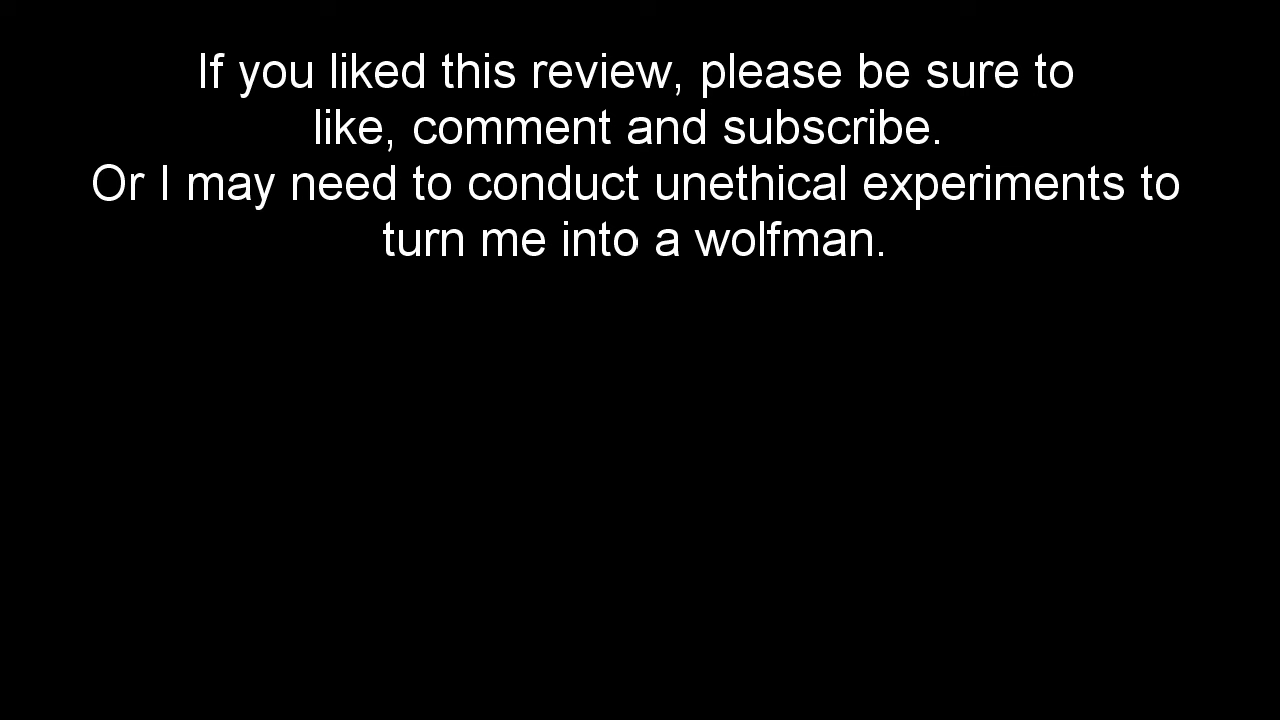 If you liked this review, please be sure to
like, comment and subscribe.
Or I may need to conduct unethical experiments to
turn me into a wolfman.